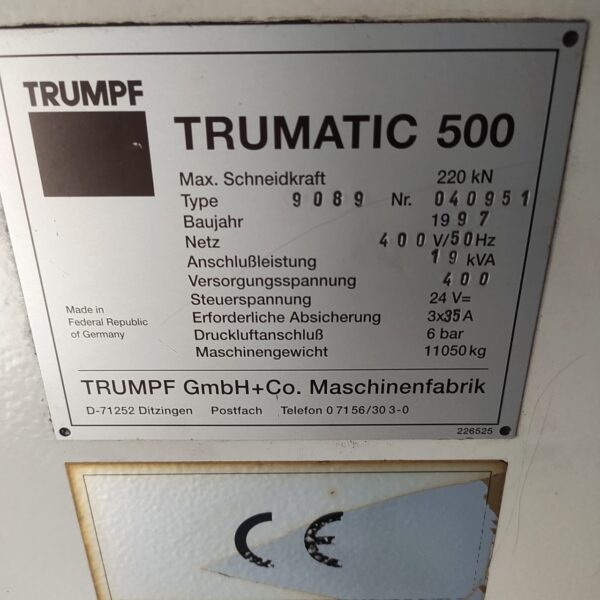 TRUMPF
TRUMATIC 500
Max. Schneidkraft 220 kN
Type 9089 Nr. 040951
Baujahr 1997
Netz 400 V/50Hz
Anschlußleistung 19 kVA
Versorgungsspannung 400
Steuerspannung 24 V=
Erforderliche Absicherung 3x35 A
Druckluftanschluß 6 bar
Maschinengewicht 11050 kg
Made in
Federal Republic
of Germany
TRUMPF GmbH+Co. Maschinenfabrik
D-71252 Ditzingen Postfach Telefon 0 71 56/30 3-0
226525
CE